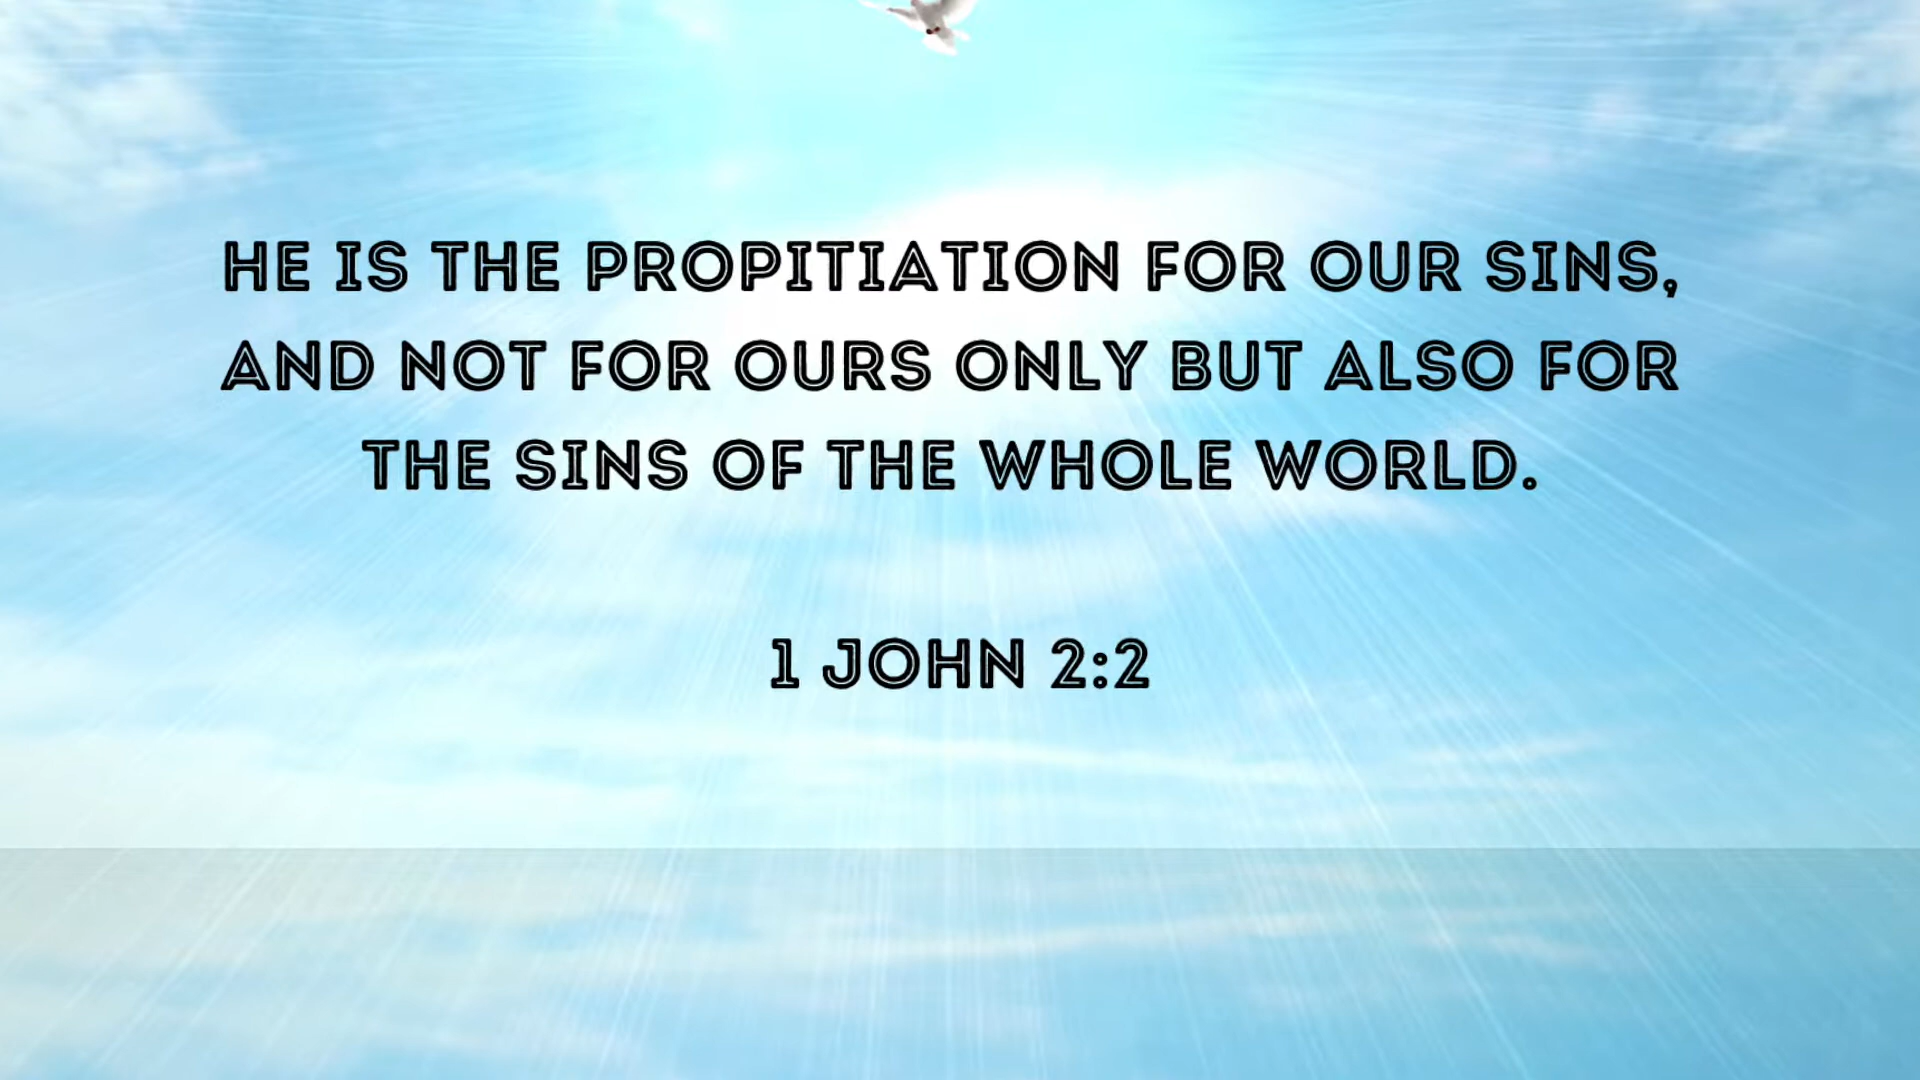 HE IS THE PROPITIATION FOR OUR SINS,
AND NOT FOR OURS ONLY BUT ALSO FOR
THE SINS OF THE WHOLE WORLD.
1 JOHN 2:2